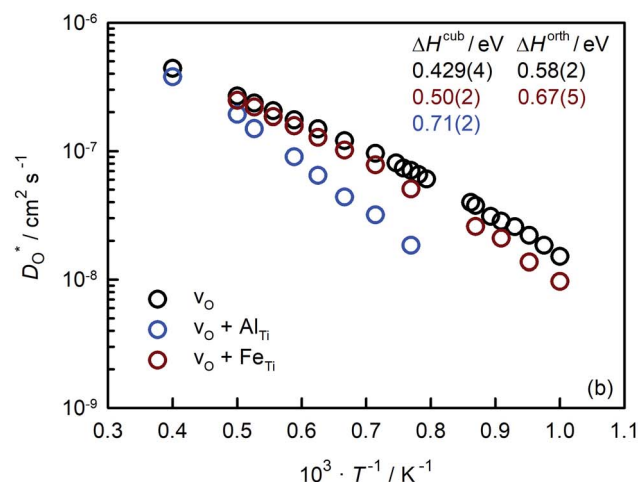 10⁻⁶
ΔH^cub / eV ΔH^orth / eV
0.429(4) 0.58(2)
0.50(2) 0.67(5)
0.71(2)
10⁻⁷
D_O* / cm² s⁻¹
10⁻⁸
v_O
v_O + Al_Ti
v_O + Fe_Ti
(b)
10⁻⁹
0.3 0.4 0.5 0.6 0.7 0.8 0.9 1.0 1.1
10³ · T⁻¹ / K⁻¹